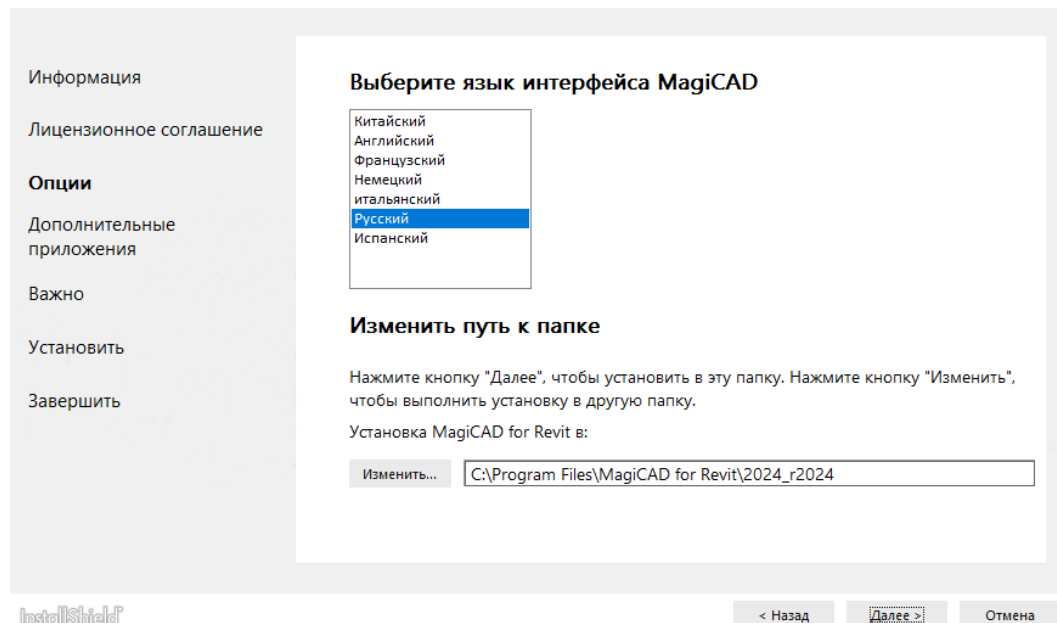 Информация
Лицензионное соглашение
Опции
Дополнительные
приложения
Важно
Установить
Завершить
Выберите язык интерфейса MagiCAD
Китайский
Английский
Французский
Немецкий
итальянский
Русский
Испанский
Изменить путь к папке
Нажмите кнопку "Далее", чтобы установить в эту папку. Нажмите кнопку "Изменить",
чтобы выполнить установку в другую папку.
Установка MagiCAD for Revit в:
Изменить... C:\Program Files\MagiCAD for Revit\2024_r2024
InstallShield
< Назад Далее > Отмена